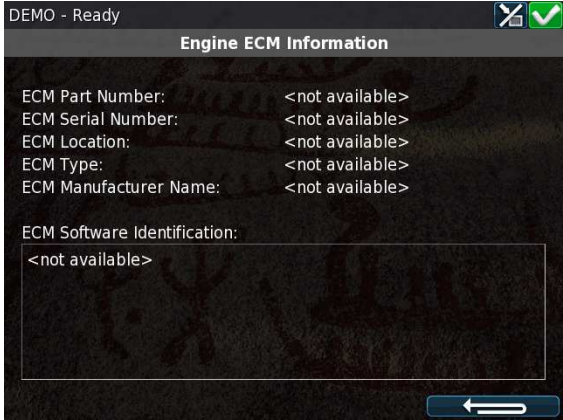 DEMO - Ready
Engine ECM Information
ECM Part Number: <not available>
ECM Serial Number: <not available>
ECM Location: <not available>
ECM Type: <not available>
ECM Manufacturer Name: <not available>
ECM Software Identification:
<not available>